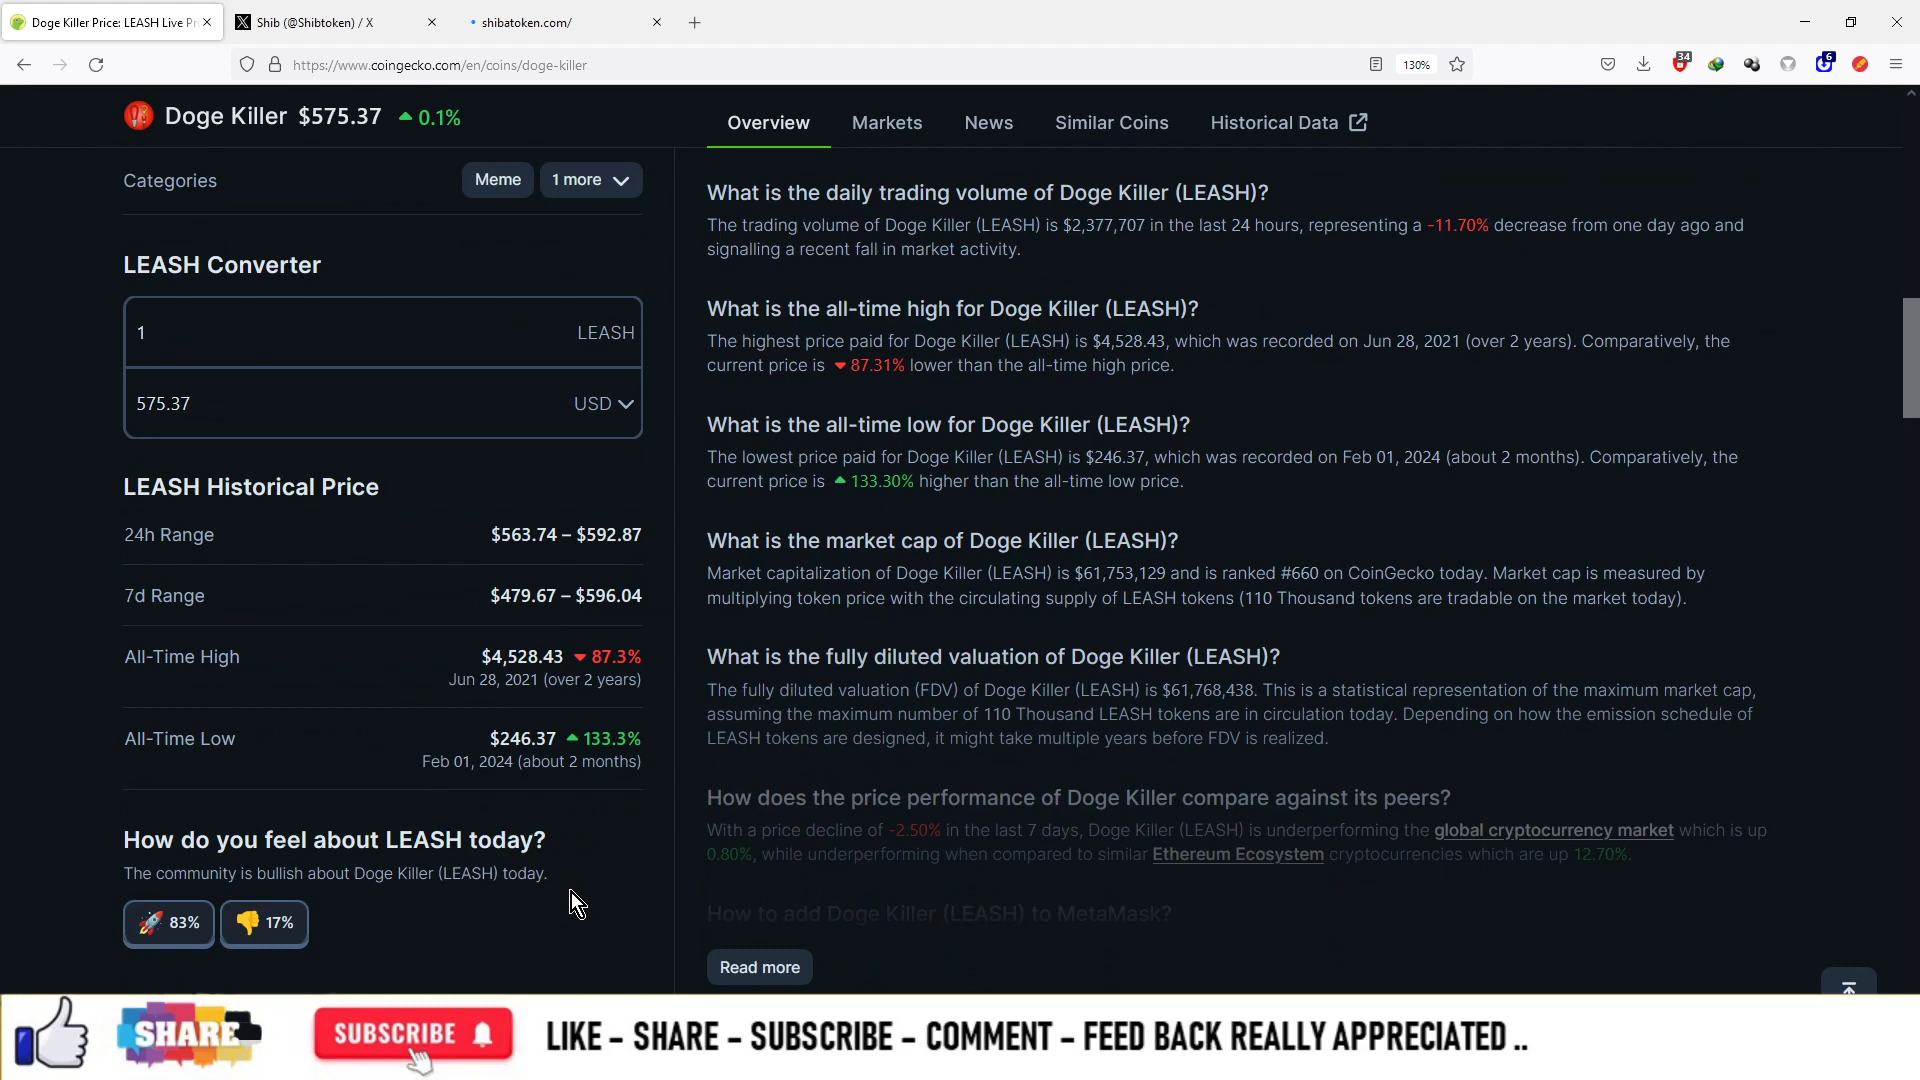 Doge Killer Price: LEASH Live Pr
Shib (@Shibtoken) / X
shibatoken.com/
https://www.coingecko.com/en/coins/doge-killer
130%
34
6
Doge Killer $575.37 0.1%
Overview Markets News Similar Coins Historical Data
Categories Meme 1 more
LEASH Converter
1 LEASH
575.37 USD
LEASH Historical Price
24h Range $563.74 – $592.87
7d Range $479.67 – $596.04
All-Time High $4,528.43 87.3%
Jun 28, 2021 (over 2 years)
All-Time Low $246.37 133.3%
Feb 01, 2024 (about 2 months)
How do you feel about LEASH today?
The community is bullish about Doge Killer (LEASH) today.
83% 17%
What is the daily trading volume of Doge Killer (LEASH)?
The trading volume of Doge Killer (LEASH) is $2,377,707 in the last 24 hours, representing a -11.70% decrease from one day ago and
signalling a recent fall in market activity.
What is the all-time high for Doge Killer (LEASH)?
The highest price paid for Doge Killer (LEASH) is $4,528.43, which was recorded on Jun 28, 2021 (over 2 years). Comparatively, the
current price is 87.31% lower than the all-time high price.
What is the all-time low for Doge Killer (LEASH)?
The lowest price paid for Doge Killer (LEASH) is $246.37, which was recorded on Feb 01, 2024 (about 2 months). Comparatively, the
current price is 133.30% higher than the all-time low price.
What is the market cap of Doge Killer (LEASH)?
Market capitalization of Doge Killer (LEASH) is $61,753,129 and is ranked #660 on CoinGecko today. Market cap is measured by
multiplying token price with the circulating supply of LEASH tokens (110 Thousand tokens are tradable on the market today).
What is the fully diluted valuation of Doge Killer (LEASH)?
The fully diluted valuation (FDV) of Doge Killer (LEASH) is $61,768,438. This is a statistical representation of the maximum market cap,
assuming the maximum number of 110 Thousand LEASH tokens are in circulation today. Depending on how the emission schedule of
LEASH tokens are designed, it might take multiple years before FDV is realized.
How does the price performance of Doge Killer compare against its peers?
With a price decline of -2.50% in the last 7 days, Doge Killer (LEASH) is underperforming the global cryptocurrency market which is up
0.80%, while underperforming when compared to similar Ethereum Ecosystem cryptocurrencies which are up 12.70%.
How to add Doge Killer (LEASH) to MetaMask?
Read more
SHARE
SUBSCRIBE
LIKE – SHARE – SUBSCRIBE – COMMENT – FEED BACK REALLY APPRECIATED ..